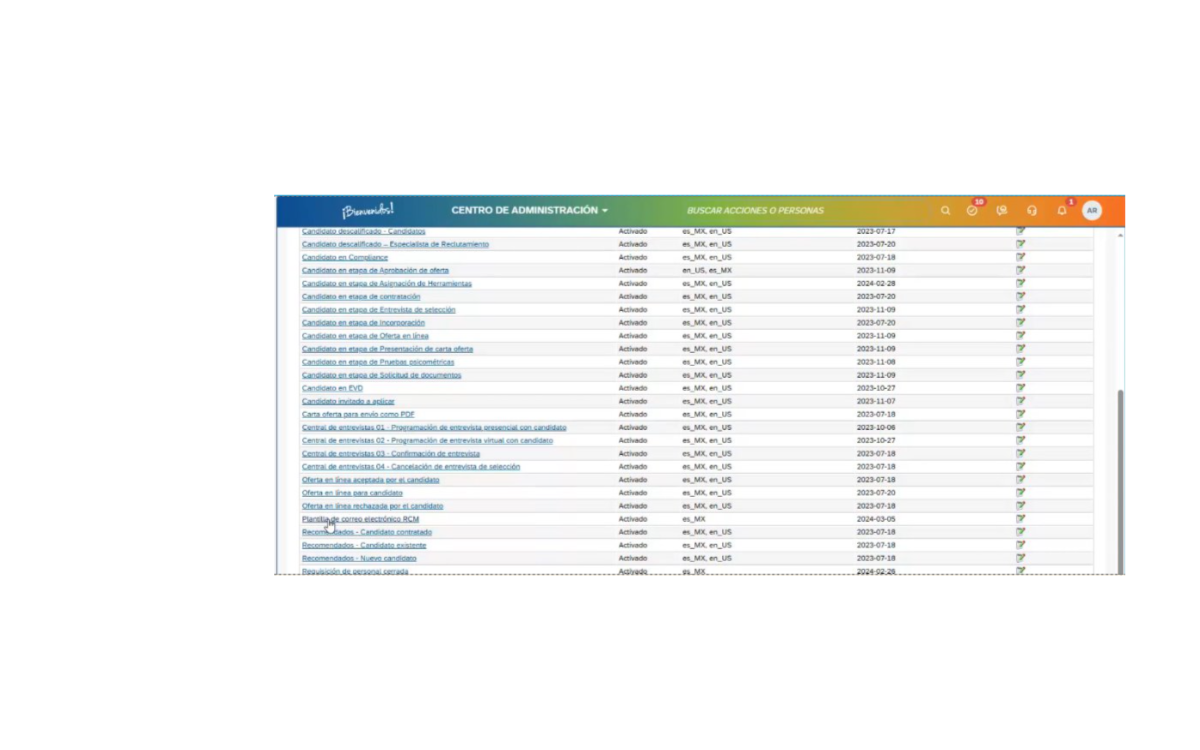 ¡Bienvenidos! CENTRO DE ADMINISTRACIÓN BUSCAR ACCIONES O PERSONAS 10 1 AR
Candidato descalificado - Candidatos Activado es_MX, en_US 2023-07-17
Candidato descalificado – Especialista de Reclutamiento Activado es_MX, en_US 2023-07-20
Candidato en Compliance Activado es_MX, en_US 2023-07-18
Candidato en etapa de Aprobación de oferta Activado en_US, es_MX 2023-11-09
Candidato en etapa de Asignación de Herramientas Activado es_MX, en_US 2024-02-28
Candidato en etapa de contratación Activado es_MX, en_US 2023-07-20
Candidato en etapa de Entrevista de selección Activado es_MX, en_US 2023-11-09
Candidato en etapa de Incorporación Activado es_MX, en_US 2023-07-20
Candidato en etapa de Oferta en línea Activado es_MX, en_US 2023-11-09
Candidato en etapa de Presentación de carta oferta Activado es_MX, en_US 2023-11-09
Candidato en etapa de Pruebas psicométricas Activado es_MX, en_US 2023-11-08
Candidato en etapa de Solicitud de documentos Activado es_MX, en_US 2023-11-09
Candidato en EVD Activado es_MX, en_US 2023-10-27
Candidato invitado a aplicar Activado es_MX, en_US 2023-11-07
Carta oferta para envío como PDF Activado es_MX, en_US 2023-07-18
Central de entrevistas 01 - Programación de entrevista presencial con candidato Activado es_MX, en_US 2023-10-06
Central de entrevistas 02 - Programación de entrevista virtual con candidato Activado es_MX, en_US 2023-10-27
Central de entrevistas 03 - Confirmación de entrevista Activado es_MX, en_US 2023-07-18
Central de entrevistas 04 - Cancelación de entrevista de selección Activado es_MX, en_US 2023-07-18
Oferta en línea aceptada por el candidato Activado es_MX, en_US 2023-07-18
Oferta en línea para candidato Activado es_MX, en_US 2023-07-20
Oferta en línea rechazada por el candidato Activado es_MX, en_US 2023-07-18
Plantilla de correo electrónico RCM Activado es_MX 2024-03-05
Recomendados - Candidato contratado Activado es_MX, en_US 2023-07-18
Recomendados - Candidato existente Activado es_MX, en_US 2023-07-18
Recomendados - Nuevo candidato Activado es_MX, en_US 2023-07-18
Requisición de personal cerrada Activado es_MX 2024-02-26